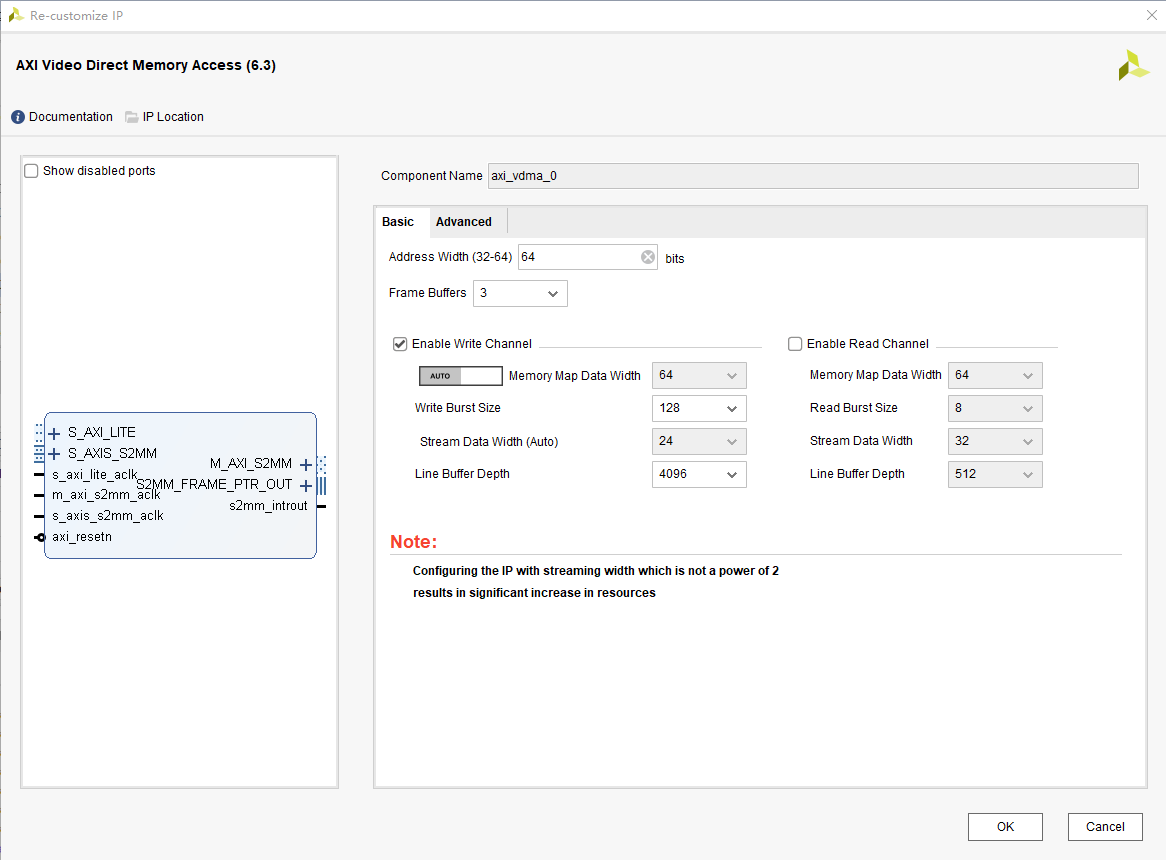 Re-customize IP
AXI Video Direct Memory Access (6.3)
Documentation IP Location
Show disabled ports
S_AXI_LITE
S_AXIS_S2MM
s_axi_lite_aclk
m_axi_s2mm_aclk
s_axis_s2mm_aclk
axi_resetn
M_AXI_S2MM
S2MM_FRAME_PTR_OUT
s2mm_introut
Component Name axi_vdma_0
Basic Advanced
Address Width (32-64) 64 bits
Frame Buffers 3
Enable Write Channel
AUTO Memory Map Data Width 64
Write Burst Size 128
Stream Data Width (Auto) 24
Line Buffer Depth 4096
Enable Read Channel
Memory Map Data Width 64
Read Burst Size 8
Stream Data Width 32
Line Buffer Depth 512
Note:
Configuring the IP with streaming width which is not a power of 2
results in significant increase in resources
OK Cancel